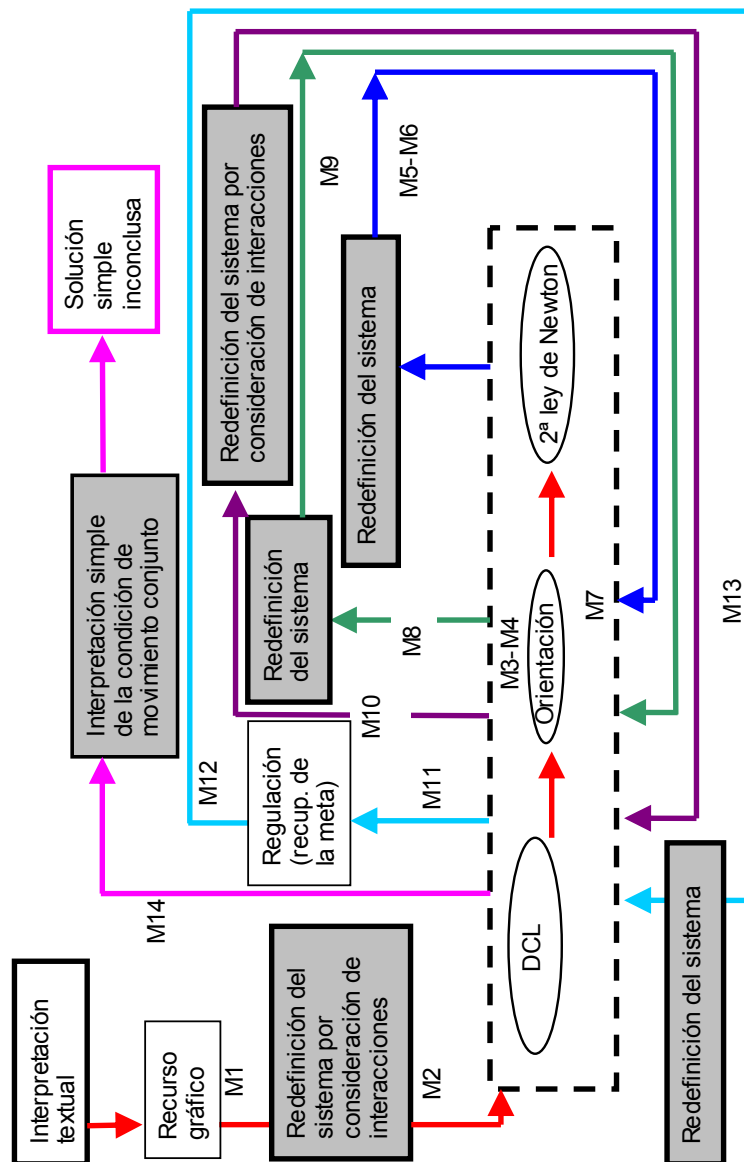 Interpretación
textual
Recurso
gráfico
M1
Redefinición del
sistema por
consideración de
interacciones
M2
M14
Interpretación simple
de la condición de
movimiento conjunto
Solución
simple
inconclusa
M12
Regulación
(recup. de
la meta)
M11
M10
Redefinición
del sistema
M8
M9
Redefinición del sistema por
consideración de interacciones
Redefinición del sistema
M5-M6
M3-M4
DCL
Orientación
2ª ley de Newton
M7
M13
Redefinición del sistema